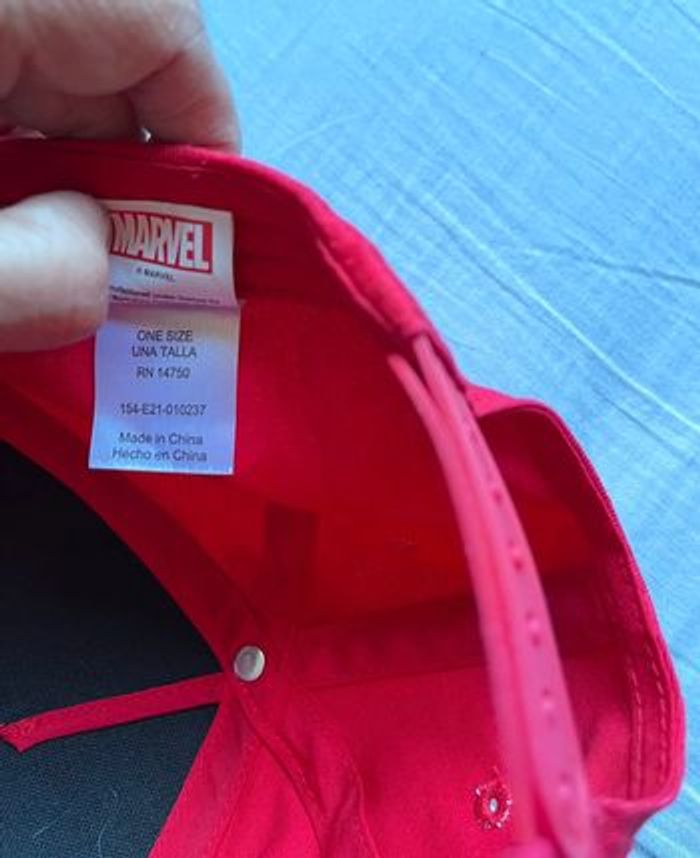 MARVEL
© MARVEL
ONE SIZE
UNA TALLA
RN 14750
154-E21-010237
Made in China
Hecho en China